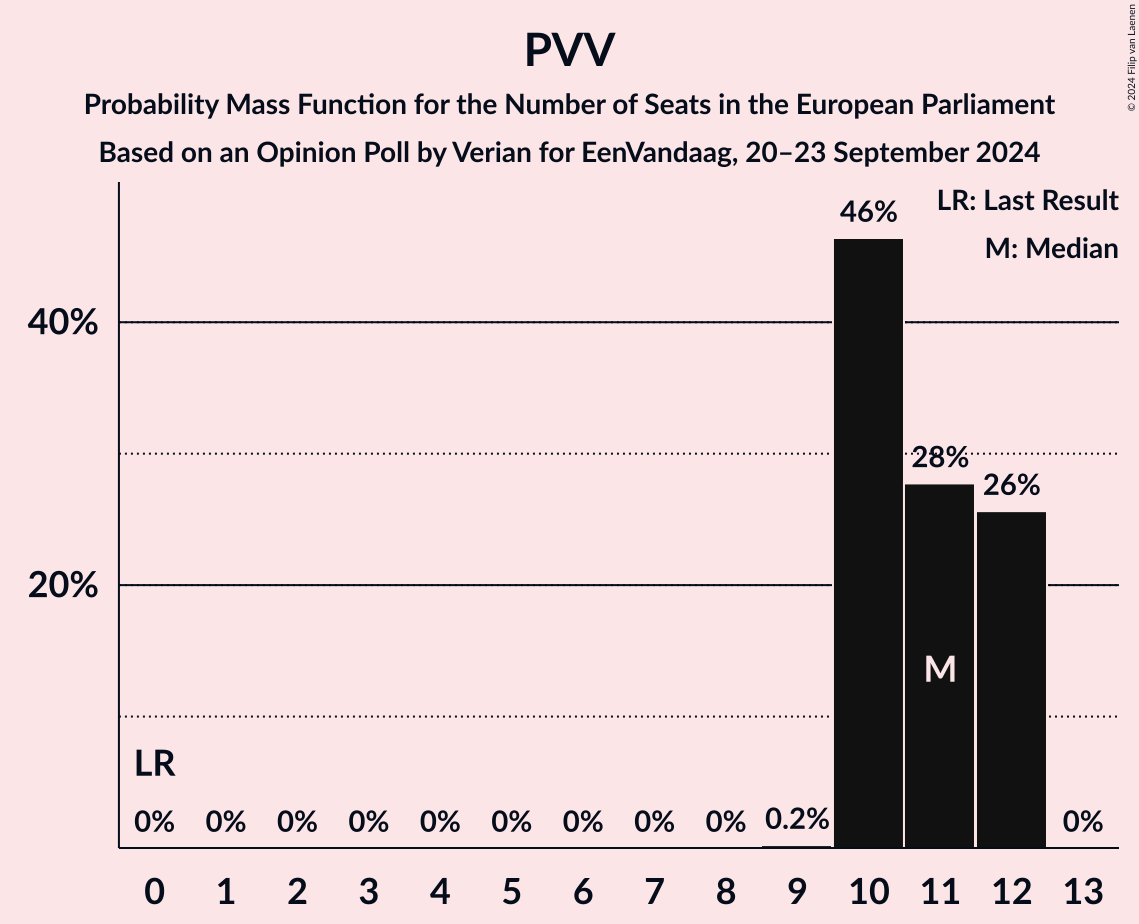 PVV
Probability Mass Function for the Number of Seats in the European Parliament
Based on an Opinion Poll by Verian for EenVandaag, 20–23 September 2024
© 2024 Filip van Laenen
LR: Last Result
M: Median
46%
40%
28%
26%
20%
M
LR
0% 0% 0% 0% 0% 0% 0% 0% 0% 0.2% 0%
0 1 2 3 4 5 6 7 8 9 10 11 12 13